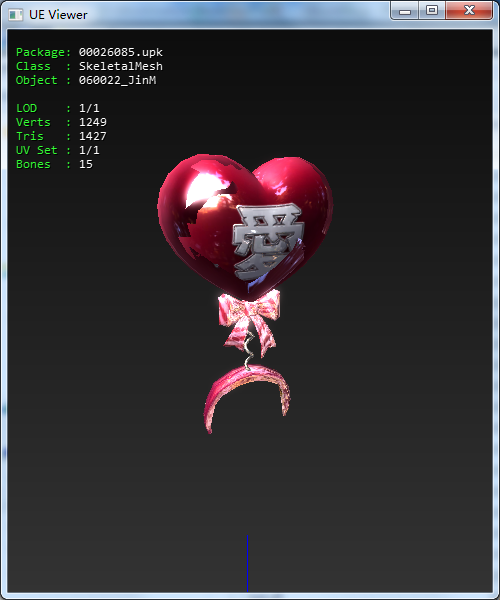 UE Viewer
Package: 00026085.upk
Class : SkeletalMesh
Object : 060022_JinM
LOD : 1/1
Verts : 1249
Tris : 1427
UV Set : 1/1
Bones : 15
愛